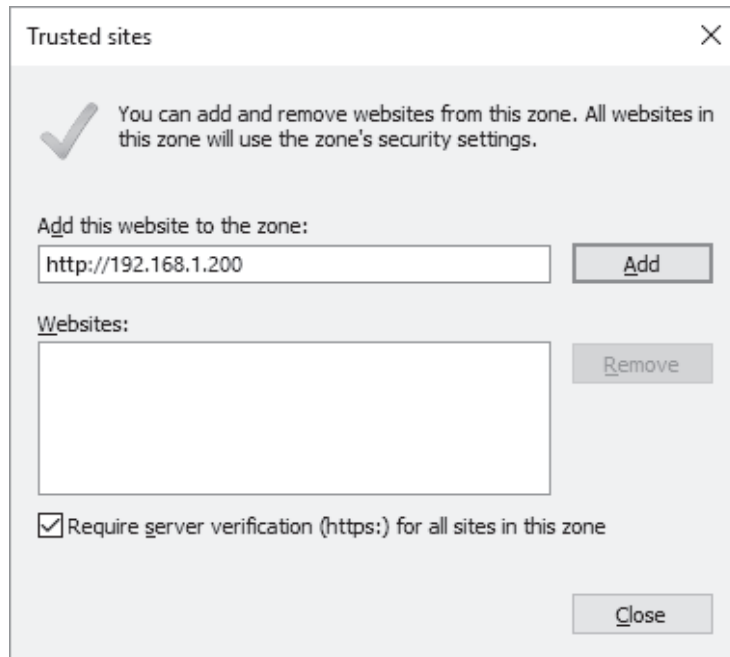 Trusted sites
You can add and remove websites from this zone. All websites in
this zone will use the zone's security settings.
Add this website to the zone:
http://192.168.1.200
Add
Websites:
Remove
Require server verification (https:) for all sites in this zone
Close